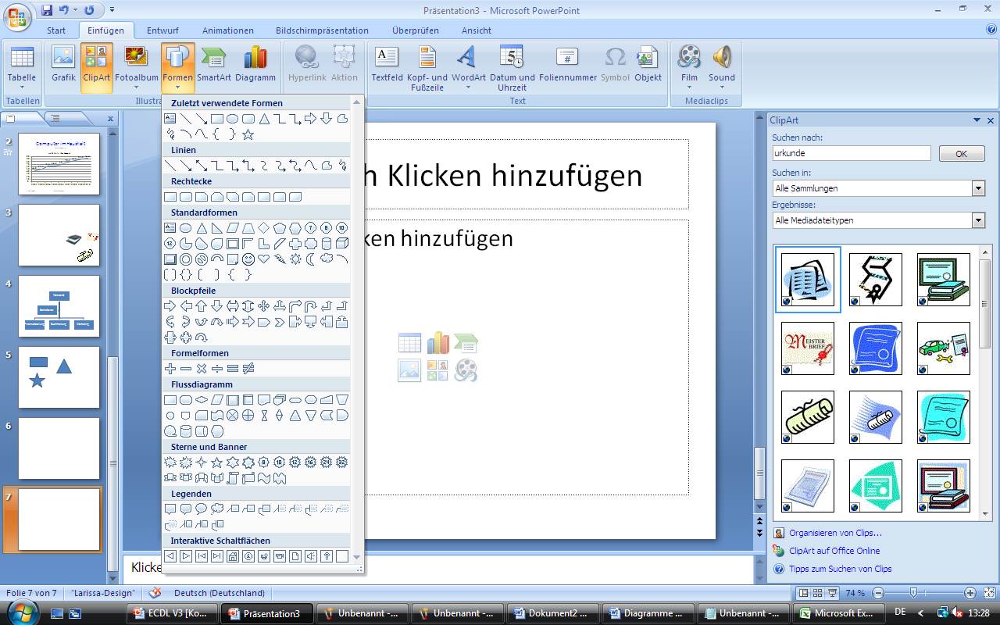 Präsentation3 - Microsoft PowerPoint
Start Einfügen Entwurf Animationen Bildschirmpräsentation Überprüfen Ansicht
Tabelle Grafik ClipArt Fotoalbum Formen SmartArt Diagramm Hyperlink Aktion Textfeld Kopf- und Fußzeile WordArt Datum und Uhrzeit Foliennummer Symbol Objekt Film Sound
Tabellen Illustra Text Mediaclips
Zuletzt verwendete Formen
Linien
Rechtecke
Standardformen
Blockpfeile
Formelformen
Flussdiagramm
Sterne und Banner
Legenden
Interaktive Schaltflächen
2
Computer im Haushalt
3
4
5
6
7
h Klicken hinzufügen
ken hinzufügen
Klicke
ClipArt
Suchen nach:
urkunde
OK
Suchen in:
Alle Sammlungen
Ergebnisse:
Alle Mediadateitypen
MEISTER
BRIEF
Organisieren von Clips...
ClipArt auf Office Online
Tipps zum Suchen von Clips
Folie 7 von 7 "Larissa-Design" Deutsch (Deutschland) 74 %
ECDL V3 [Ko... Präsentation3 Unbenannt -... Unbenannt -... Dokument2 ... Diagramme ... Unbenannt -... Microsoft Ex... DE 13:28